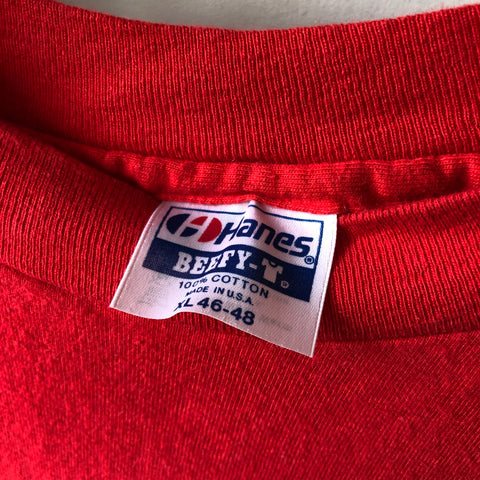 Hanes®
BEEFY-T®
100% COTTON
MADE IN U.S.A.
XL 46-48